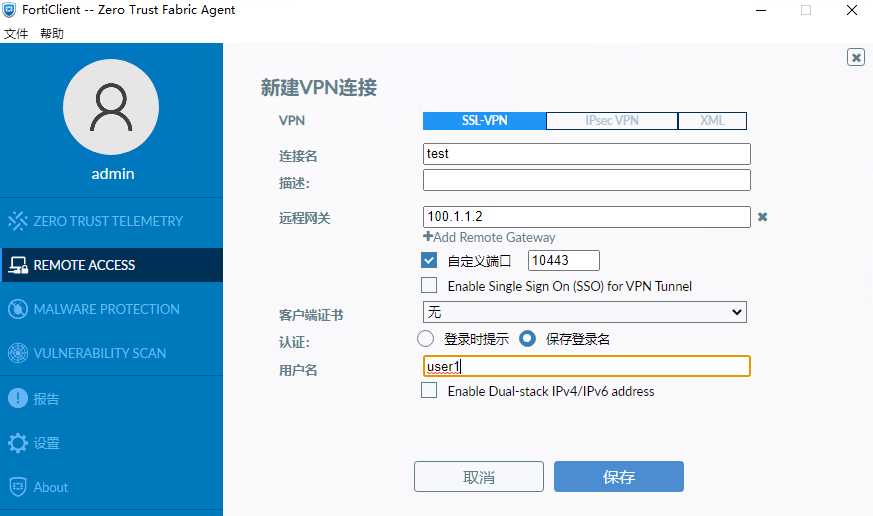 FortiClient -- Zero Trust Fabric Agent
文件 帮助
admin
ZERO TRUST TELEMETRY
REMOTE ACCESS
MALWARE PROTECTION
VULNERABILITY SCAN
报告
设置
About
新建VPN连接
VPN SSL-VPN IPsec VPN XML
连接名 test
描述:
远程网关 100.1.1.2
Add Remote Gateway
自定义端口 10443
Enable Single Sign On (SSO) for VPN Tunnel
客户端证书 无
认证: 登录时提示 保存登录名
用户名 user1
Enable Dual-stack IPv4/IPv6 address
取消 保存